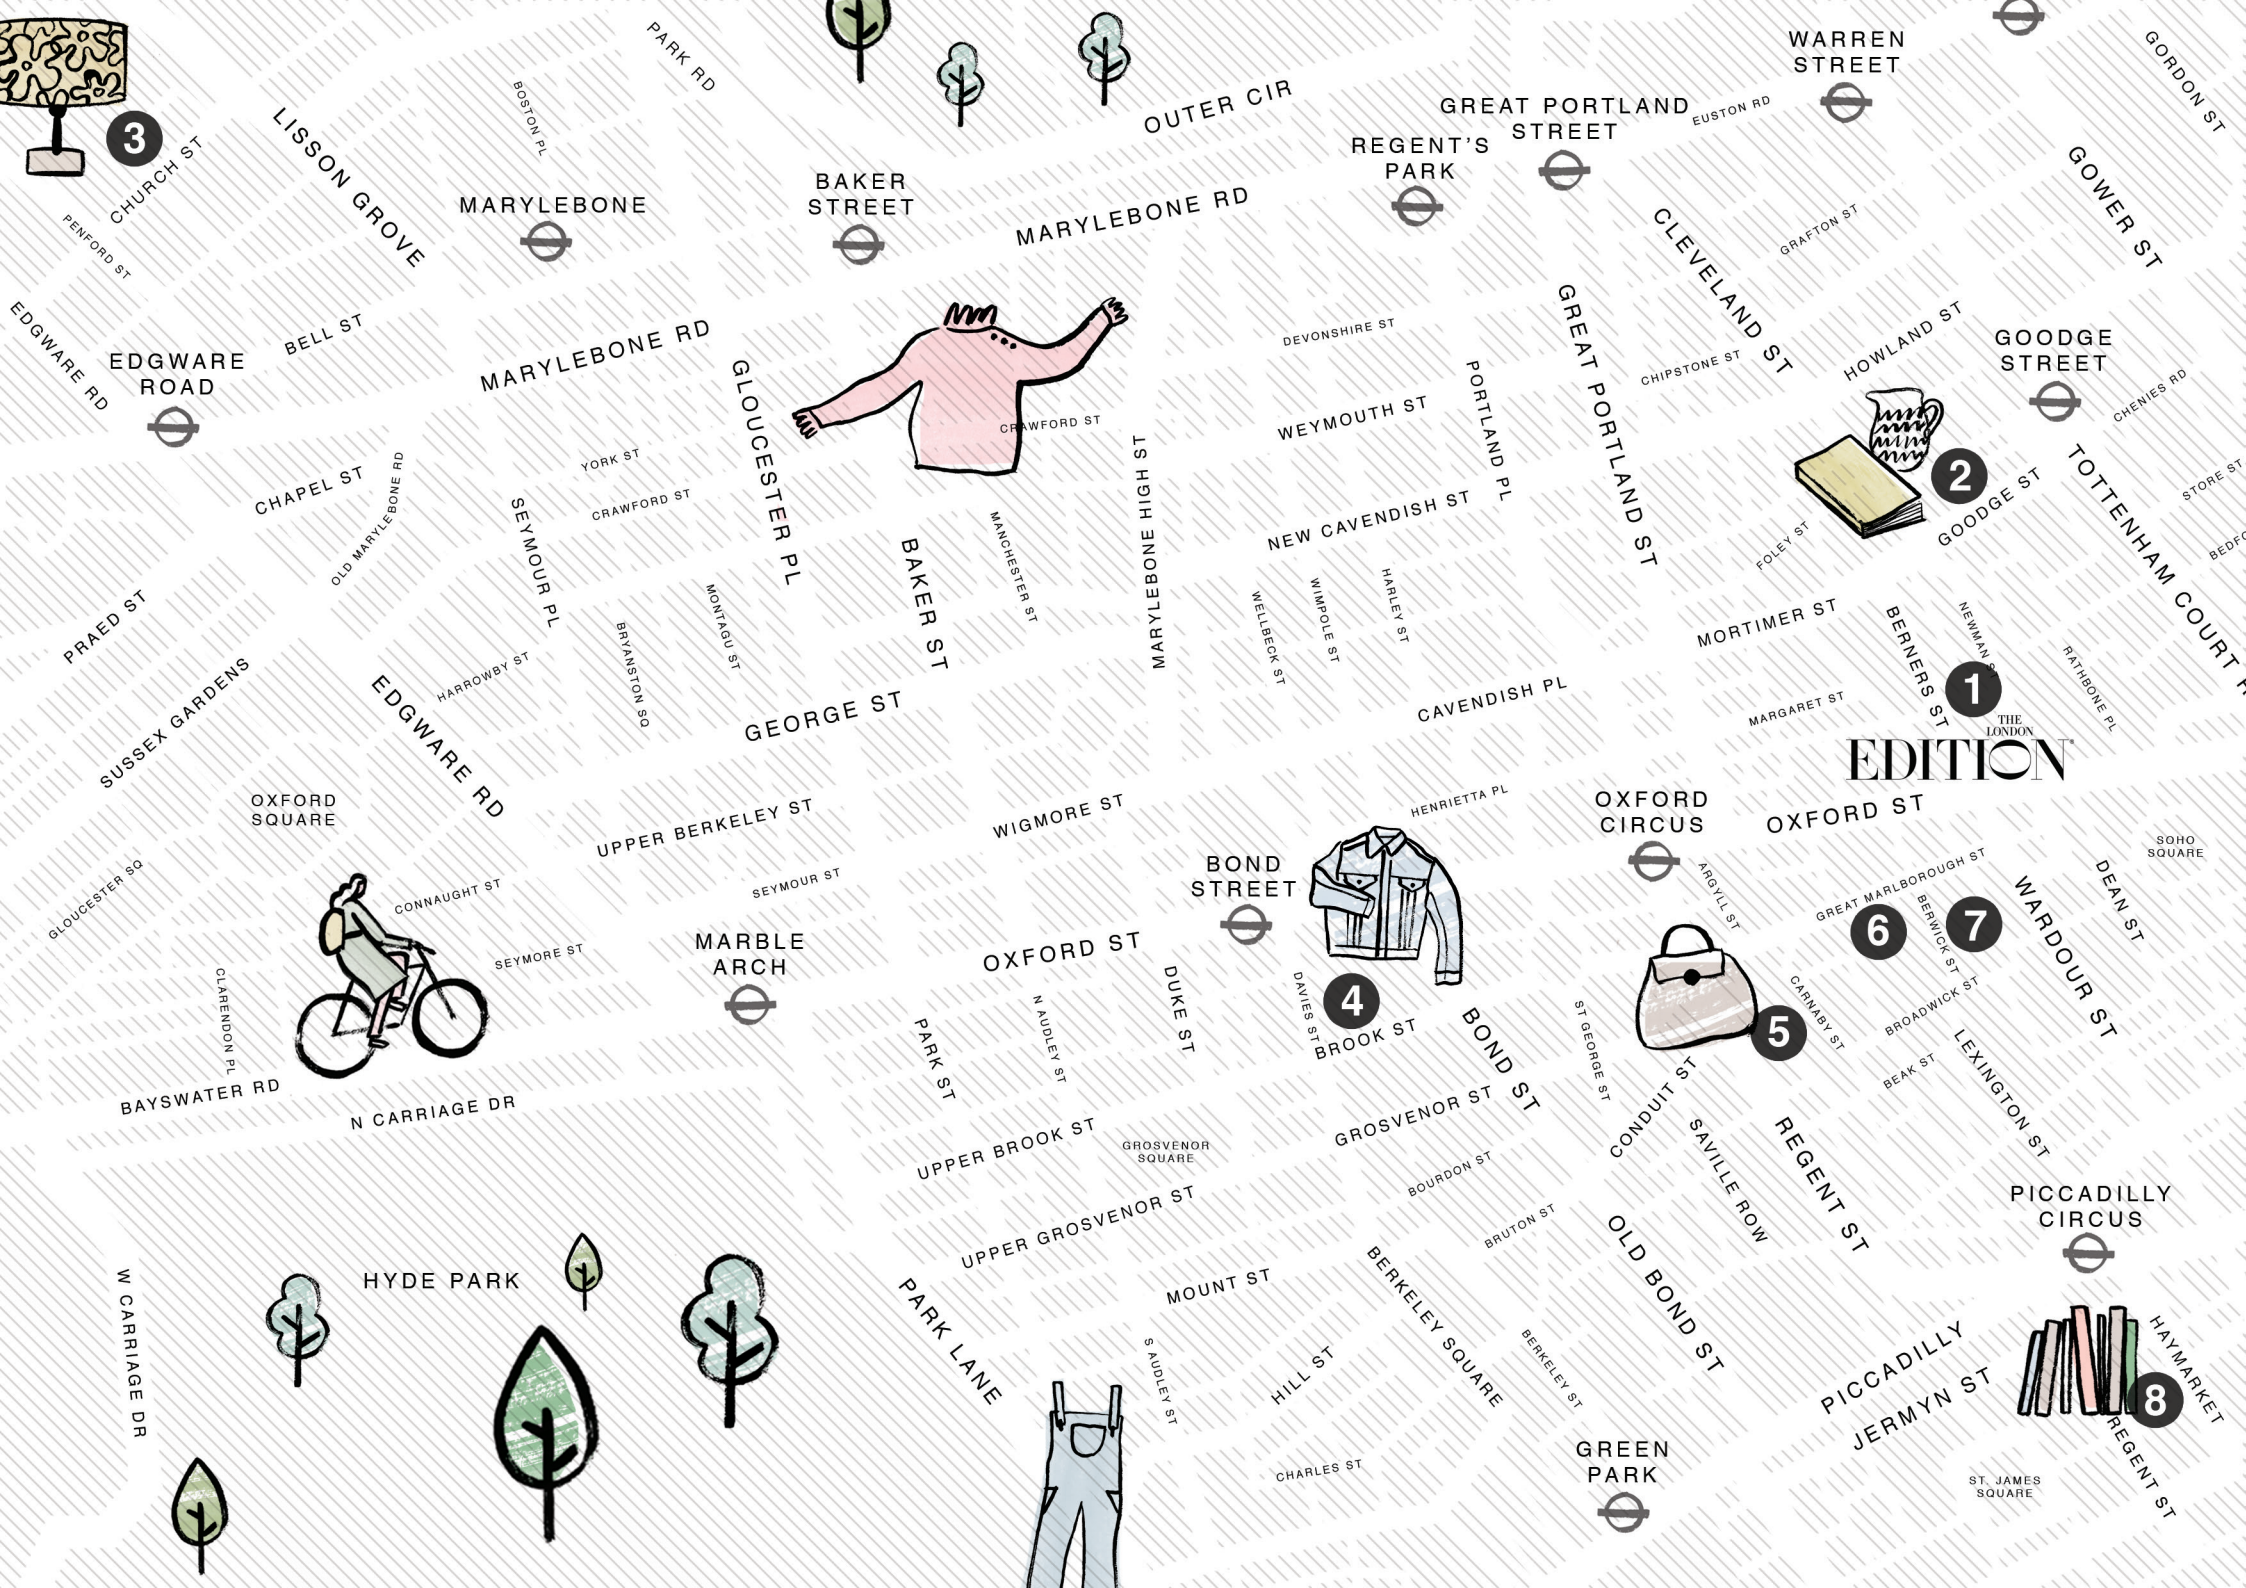 PARK RD
BOSTON PL
LISSON GROVE
3
CHURCH ST
PENFORD ST
MARYLEBONE
BAKER
STREET
OUTER CIR
MARYLEBONE RD
WARREN
STREET
GREAT PORTLAND
STREET
EUSTON RD
REGENT'S
PARK
GORDON ST
GOWER ST
CLEVELAND ST
GRAFTON ST
EDGWARE RD
EDGWARE
ROAD
BELL ST
MARYLEBONE RD
GLOUCESTER PL
CRAWFORD ST
DEVONSHIRE ST
WEYMOUTH ST
PORTLAND PL
GREAT PORTLAND ST
CHIPSTONE ST
HOWLAND ST
GOODGE
STREET
CHENIES RD
2
GOODGE ST
TOTTENHAM COURT R
STORE ST
BEDFO
FOLEY ST
CHAPEL ST
OLD MARYLEBONE RD
YORK ST
CRAWFORD ST
SEYMOUR PL
BAKER ST
MANCHESTER ST
MARYLEBONE HIGH ST
NEW CAVENDISH ST
WELLBECK ST
WIMPOLE ST
HARLEY ST
MORTIMER ST
BERNERS ST
NEWMAN ST
RATHBONE PL
1
PRAED ST
SUSSEX GARDENS
EDGWARE RD
HARROWBY ST
BRYANSTON SQ
MONTAGU ST
GEORGE ST
CAVENDISH PL
MARGARET ST
THE
LONDON
EDITION
OXFORD
SQUARE
UPPER BERKELEY ST
WIGMORE ST
HENRIETTA PL
OXFORD
CIRCUS
OXFORD ST
SOHO
SQUARE
GLOUCESTER SQ
CONNAUGHT ST
SEYMOUR ST
BOND
STREET
ARGYLL ST
GREAT MARLBOROUGH ST
6
BERWICK ST
7
WARDOUR ST
DEAN ST
SEYMORE ST
MARBLE
ARCH
OXFORD ST
CLARENDON PL
PARK ST
N AUDLEY ST
DUKE ST
DAVIES ST
4
BROOK ST
BOND ST
ST GEORGE ST
5
CARNABY ST
BROADWICK ST
BEAK ST
LEXINGTON ST
BAYSWATER RD
N CARRIAGE DR
UPPER BROOK ST
GROSVENOR
SQUARE
GROSVENOR ST
CONDUIT ST
SAVILLE ROW
REGENT ST
BOURDON ST
UPPER GROSVENOR ST
BRUTON ST
PICCADILLY
CIRCUS
W CARRIAGE DR
HYDE PARK
PARK LANE
MOUNT ST
BERKELEY SQUARE
OLD BOND ST
S AUDLEY ST
HILL ST
BERKELEY ST
PICCADILLY
JERMYN ST
HAYMARKET
8
REGENT ST
CHARLES ST
GREEN
PARK
ST. JAMES
SQUARE